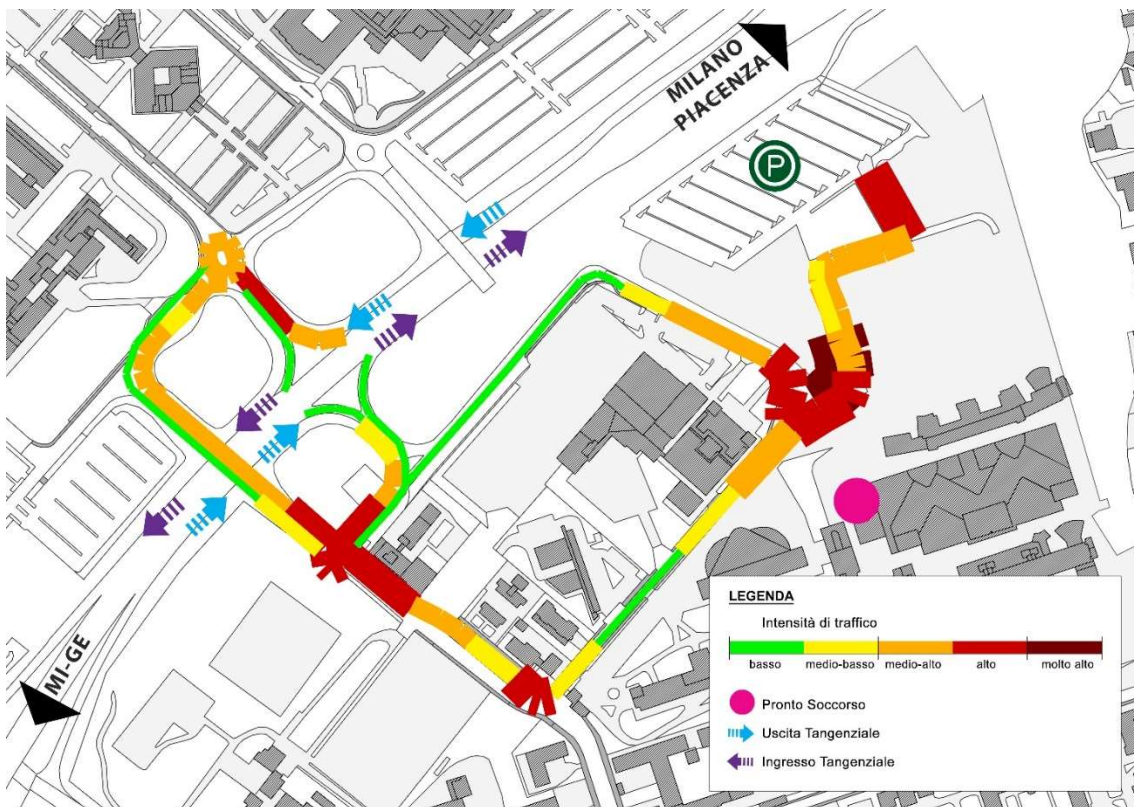 MILANO
PIACENZA
P
MI-GE
LEGENDA
Intensità di traffico
basso medio-basso medio-alto alto molto alto
Pronto Soccorso
Uscita Tangenziale
Ingresso Tangenziale